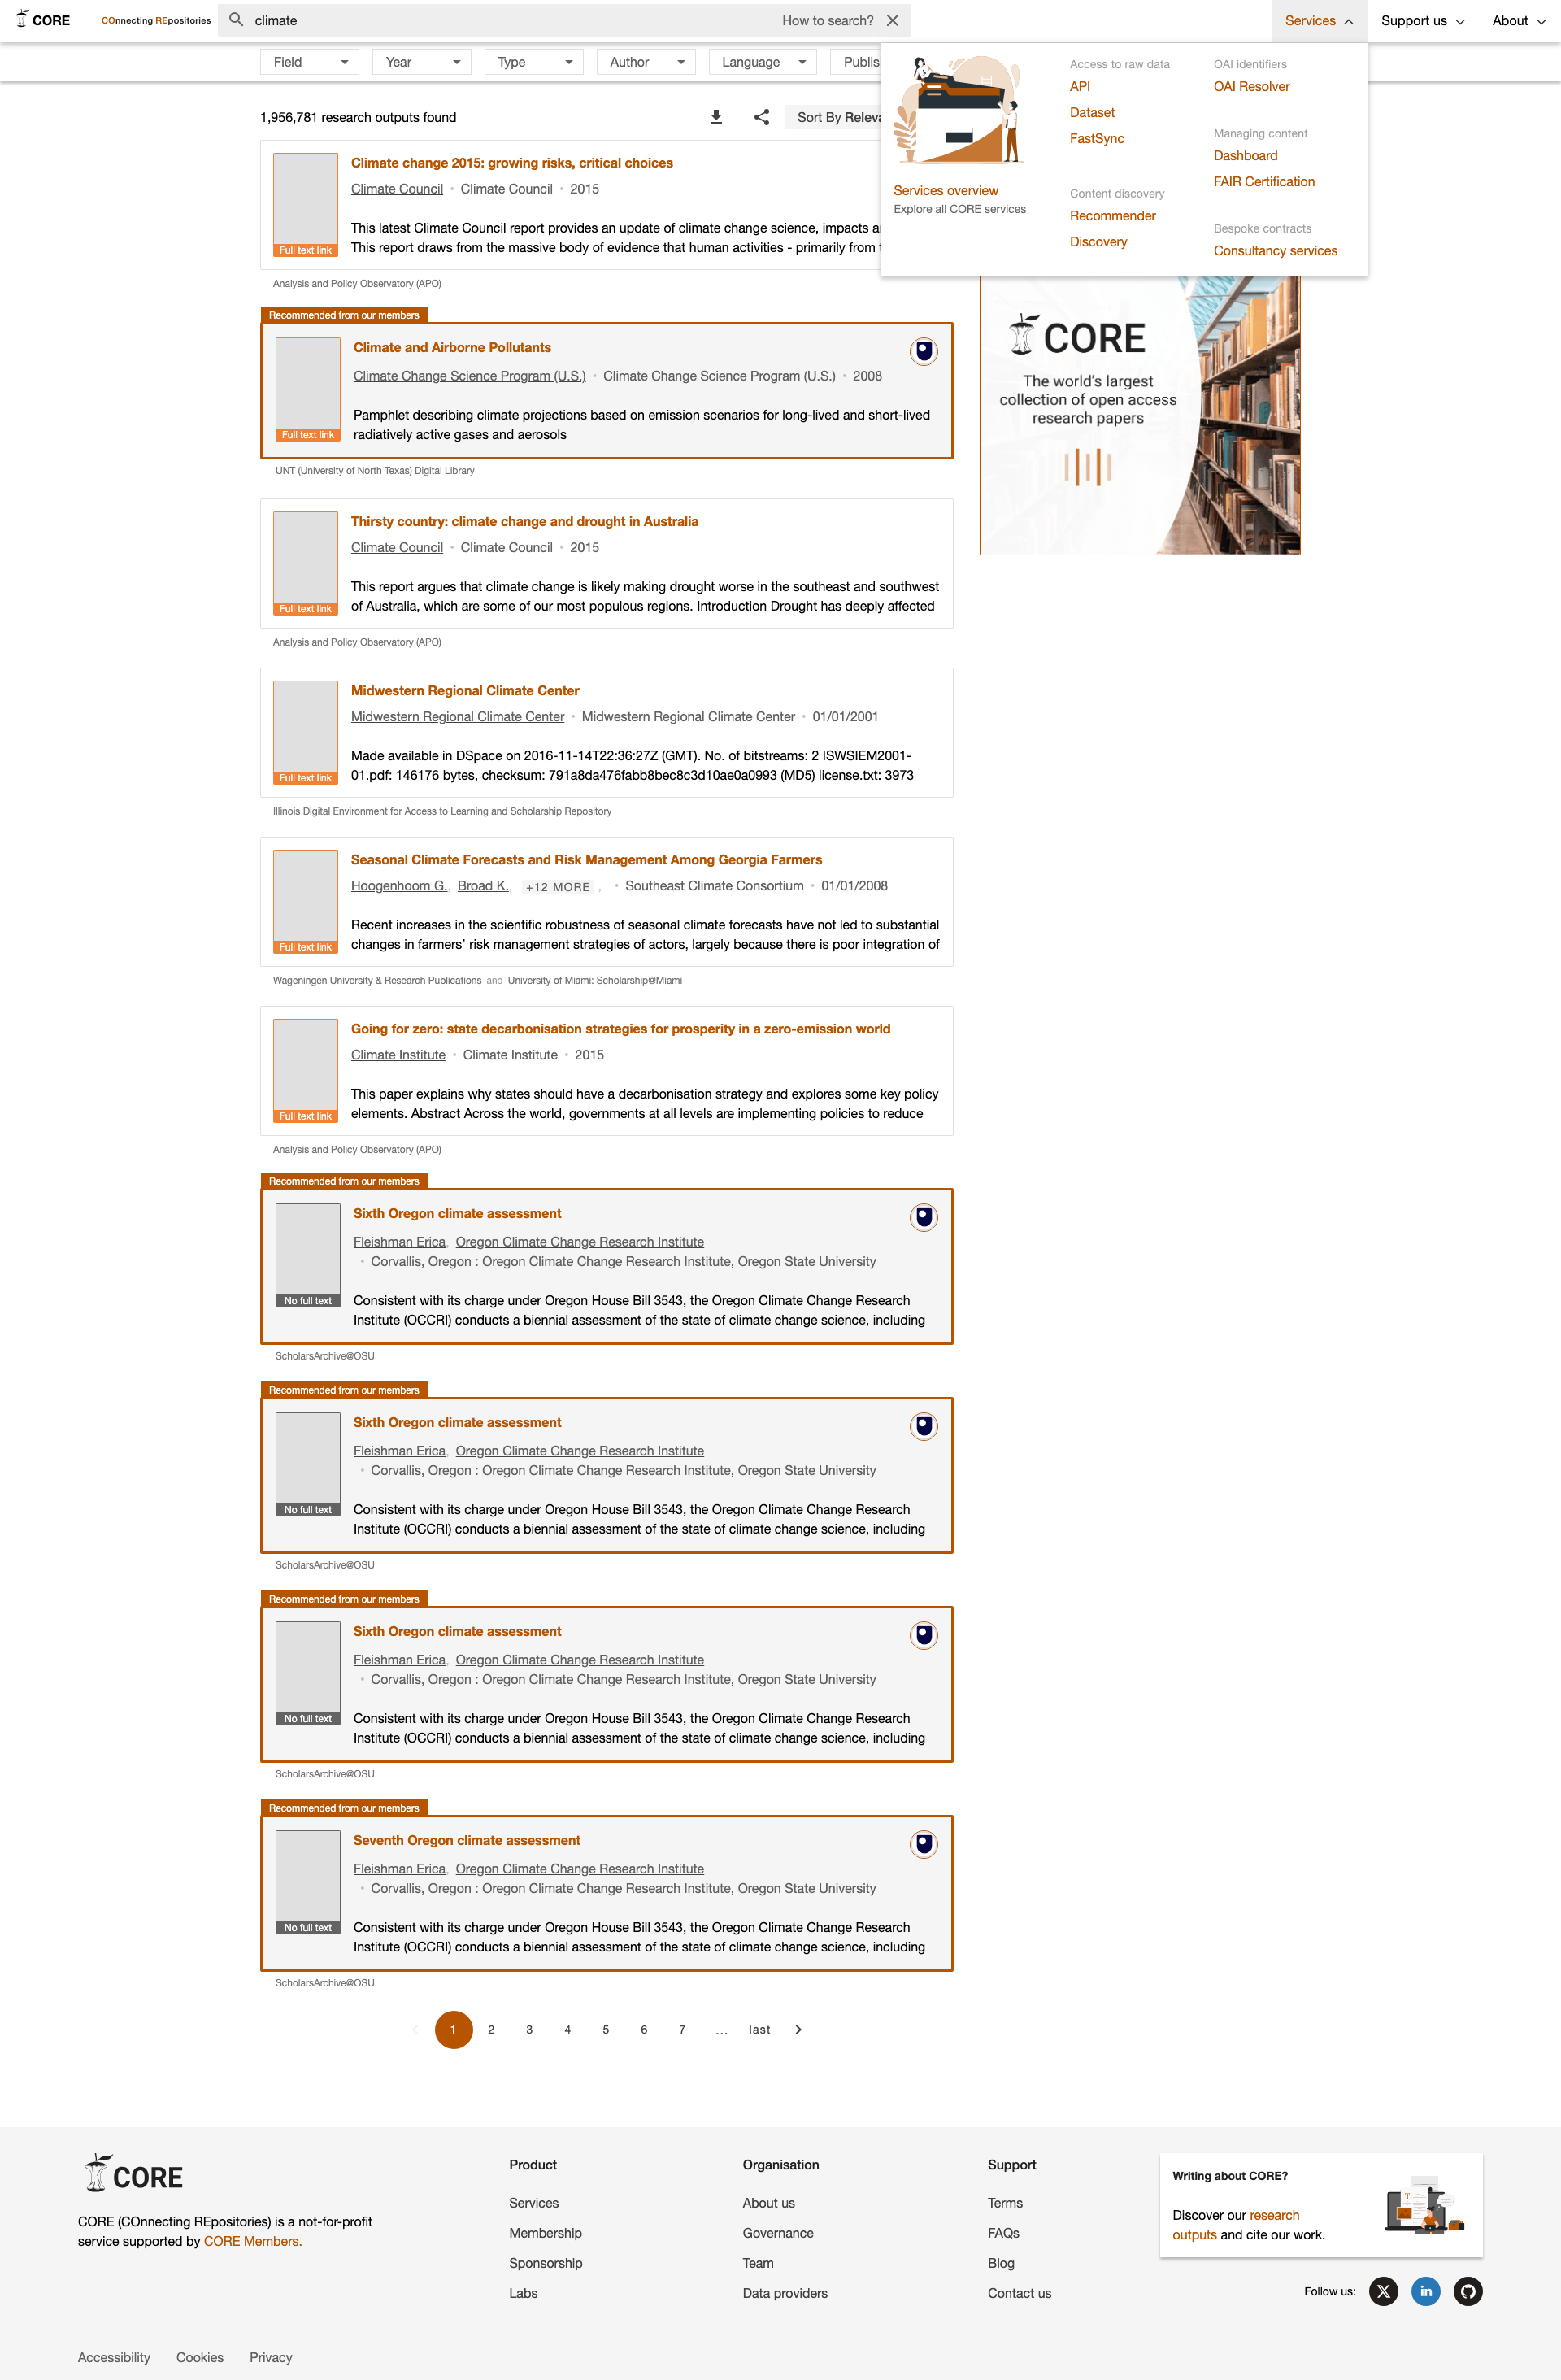 CORE
COnnecting REpositories
climate
How to search?
Services
Support us
About
Field
Year
Type
Author
Language
Access to raw data
API
Dataset
FastSync
Content discovery
Recommender
Discovery
OAI identifiers
OAI Resolver
Managing content
Dashboard
FAIR Certification
Bespoke contracts
Consultancy services
Services overview
Explore all CORE services
1,956,781 research outputs found
Sort By
Climate change 2015: growing risks, critical choices
Climate Council • Climate Council • 2015
This latest Climate Council report provides an update of climate change science, impacts
This report draws from the massive body of evidence that human activities - primarily from
Full text link
Analysis and Policy Observatory (APO)
Recommended from our members
Climate and Airborne Pollutants
Climate Change Science Program (U.S.) • Climate Change Science Program (U.S.) • 2008
Pamphlet describing climate projections based on emission scenarios for long-lived and short-lived
radiatively active gases and aerosols
Full text link
UNT (University of North Texas) Digital Library
CORE
The world's largest
collection of open access
research papers
Thirsty country: climate change and drought in Australia
Climate Council • Climate Council • 2015
This report argues that climate change is likely making drought worse in the southeast and southwest
of Australia, which are some of our most populous regions. Introduction Drought has deeply affected
Full text link
Analysis and Policy Observatory (APO)
Midwestern Regional Climate Center
Midwestern Regional Climate Center • Midwestern Regional Climate Center • 01/01/2001
Made available in DSpace on 2016-11-14T22:36:27Z (GMT). No. of bitstreams: 2 ISWSIEM2001-
01.pdf: 146176 bytes, checksum: 791a8da476fabb8bec8c3d10ae0a0993 (MD5) license.txt: 3973
Full text link
Illinois Digital Environment for Access to Learning and Scholarship Repository
Seasonal Climate Forecasts and Risk Management Among Georgia Farmers
Hoogenhoom G., Broad K., +12 MORE , • Southeast Climate Consortium • 01/01/2008
Recent increases in the scientific robustness of seasonal climate forecasts have not led to substantial
changes in farmers' risk management strategies of actors, largely because there is poor integration of
Full text link
Wageningen University & Research Publications and University of Miami: Scholarship@Miami
Going for zero: state decarbonisation strategies for prosperity in a zero-emission world
Climate Institute • Climate Institute • 2015
This paper explains why states should have a decarbonisation strategy and explores some key policy
elements. Abstract Across the world, governments at all levels are implementing policies to reduce
Full text link
Analysis and Policy Observatory (APO)
Recommended from our members
Sixth Oregon climate assessment
Fleishman Erica, Oregon Climate Change Research Institute
• Corvallis, Oregon : Oregon Climate Change Research Institute, Oregon State University
Consistent with its charge under Oregon House Bill 3543, the Oregon Climate Change Research
Institute (OCCRI) conducts a biennial assessment of the state of climate change science, including
No full text
ScholarsArchive@OSU
Recommended from our members
Sixth Oregon climate assessment
Fleishman Erica, Oregon Climate Change Research Institute
• Corvallis, Oregon : Oregon Climate Change Research Institute, Oregon State University
Consistent with its charge under Oregon House Bill 3543, the Oregon Climate Change Research
Institute (OCCRI) conducts a biennial assessment of the state of climate change science, including
No full text
ScholarsArchive@OSU
Recommended from our members
Sixth Oregon climate assessment
Fleishman Erica, Oregon Climate Change Research Institute
• Corvallis, Oregon : Oregon Climate Change Research Institute, Oregon State University
Consistent with its charge under Oregon House Bill 3543, the Oregon Climate Change Research
Institute (OCCRI) conducts a biennial assessment of the state of climate change science, including
No full text
ScholarsArchive@OSU
Recommended from our members
Seventh Oregon climate assessment
Fleishman Erica, Oregon Climate Change Research Institute
• Corvallis, Oregon : Oregon Climate Change Research Institute, Oregon State University
Consistent with its charge under Oregon House Bill 3543, the Oregon Climate Change Research
Institute (OCCRI) conducts a biennial assessment of the state of climate change science, including
No full text
ScholarsArchive@OSU
1 2 3 4 5 6 7 ... last
CORE
CORE (COnnecting REpositories) is a not-for-profit
service supported by CORE Members.
Product
Services
Membership
Sponsorship
Labs
Organisation
About us
Governance
Team
Data providers
Support
Terms
FAQs
Blog
Contact us
Writing about CORE?
Discover our research
outputs and cite our work.
Follow us:
Accessibility
Cookies
Privacy